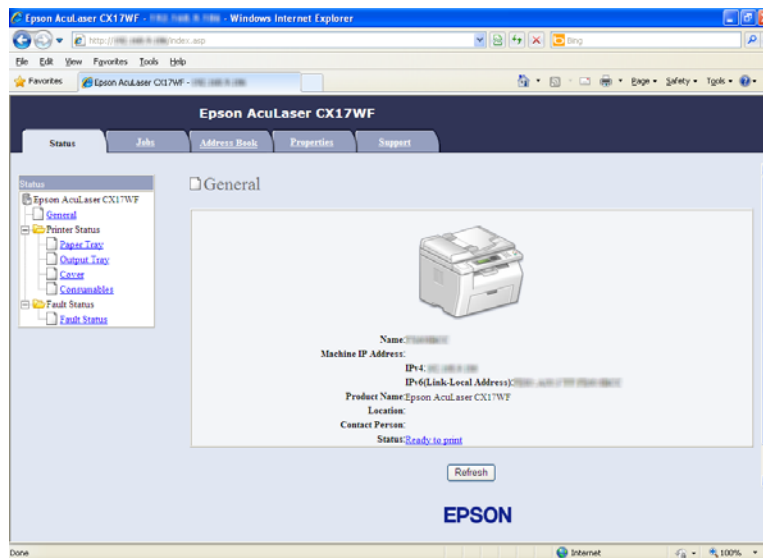 Epson AcuLaser CX17WF - - Windows Internet Explorer
http:// /index.asp
Bing
File Edit View Favorites Tools Help
Favorites Epson AcuLaser CX17WF -
Page Safety Tools
Epson AcuLaser CX17WF
Status Jobs Address Book Properties Support
Status
Epson AcuLaser CX17WF
General
Printer Status
Paper Tray
Output Tray
Cover
Consumables
Fault Status
Fault Status
General
Name:
Machine IP Address:
IPv4:
IPv6(Link-Local Address):
Product Name:Epson AcuLaser CX17WF
Location:
Contact Person:
Status:Ready to print
Refresh
EPSON
Done Internet 100%